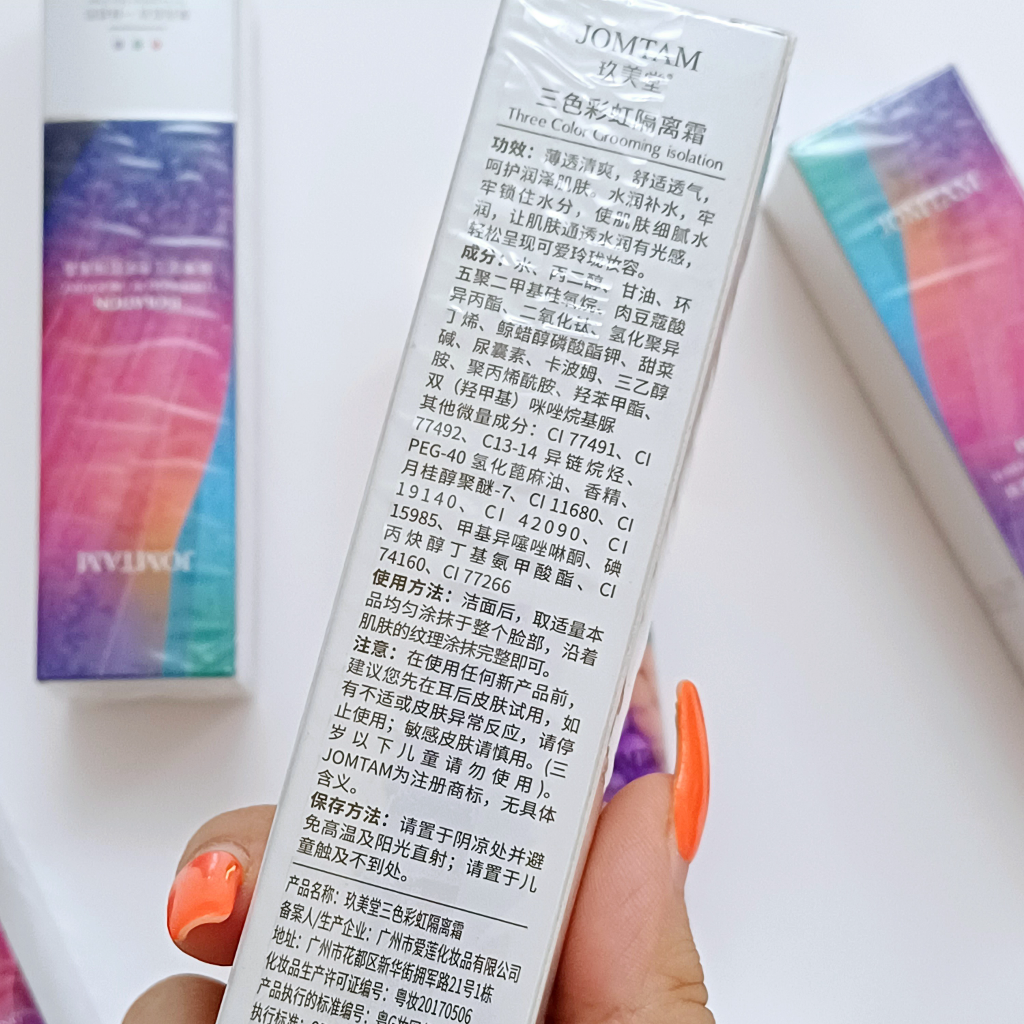 JOMTAM
玖美堂®
三色彩虹隔离霜
Three Color Grooming isolation
功效：薄透清爽，舒适透气，
呵护润泽肌肤。水润补水，牢
牢锁住水分，使肌肤细腻水
润，让肌肤通透水润有光感，
轻松呈现可爱玲珑妆容。
成分：水、丙二醇、甘油、环
五聚二甲基硅氧烷、肉豆蔻酸
异丙酯、二氧化钛、氢化聚异
丁烯、鲸蜡醇磷酸酯钾、甜菜
碱、尿囊素、卡波姆、三乙醇
胺、聚丙烯酰胺、羟苯甲酯、
双（羟甲基）咪唑烷基脲
其他微量成分：CI 77491、CI
77492、C13-14 异链烷烃、
PEG-40 氢化蓖麻油、香精、
月桂醇聚醚-7、CI 11680、CI
19140、CI 42090、CI
15985、甲基异噻唑啉酮、碘
丙炔醇丁基氨甲酸酯、CI
74160、CI 77266
使用方法：洁面后，取适量本
品均匀涂抹于整个脸部，沿着
肌肤的纹理涂抹完整即可。
注意：在使用任何新产品前，
建议您先在耳后皮肤试用，如
有不适或皮肤异常反应，请停
止使用；敏感皮肤请慎用。(三
岁以下儿童请勿使用)。
JOMTAM为注册商标，无具体
含义。
保存方法：请置于阴凉处并避
免高温及阳光直射；请置于儿
童触及不到处。
产品名称：玖美堂三色彩虹隔离霜
备案人/生产企业：广州市爱莲化妆品有限公司
地址：广州市花都区新华街拥军路21号1栋
化妆品生产许可证编号：粤妆20170506
产品执行的标准编号：粤G妆网
执行标准：
ISOLATION
JOMTAM
JOMTAM